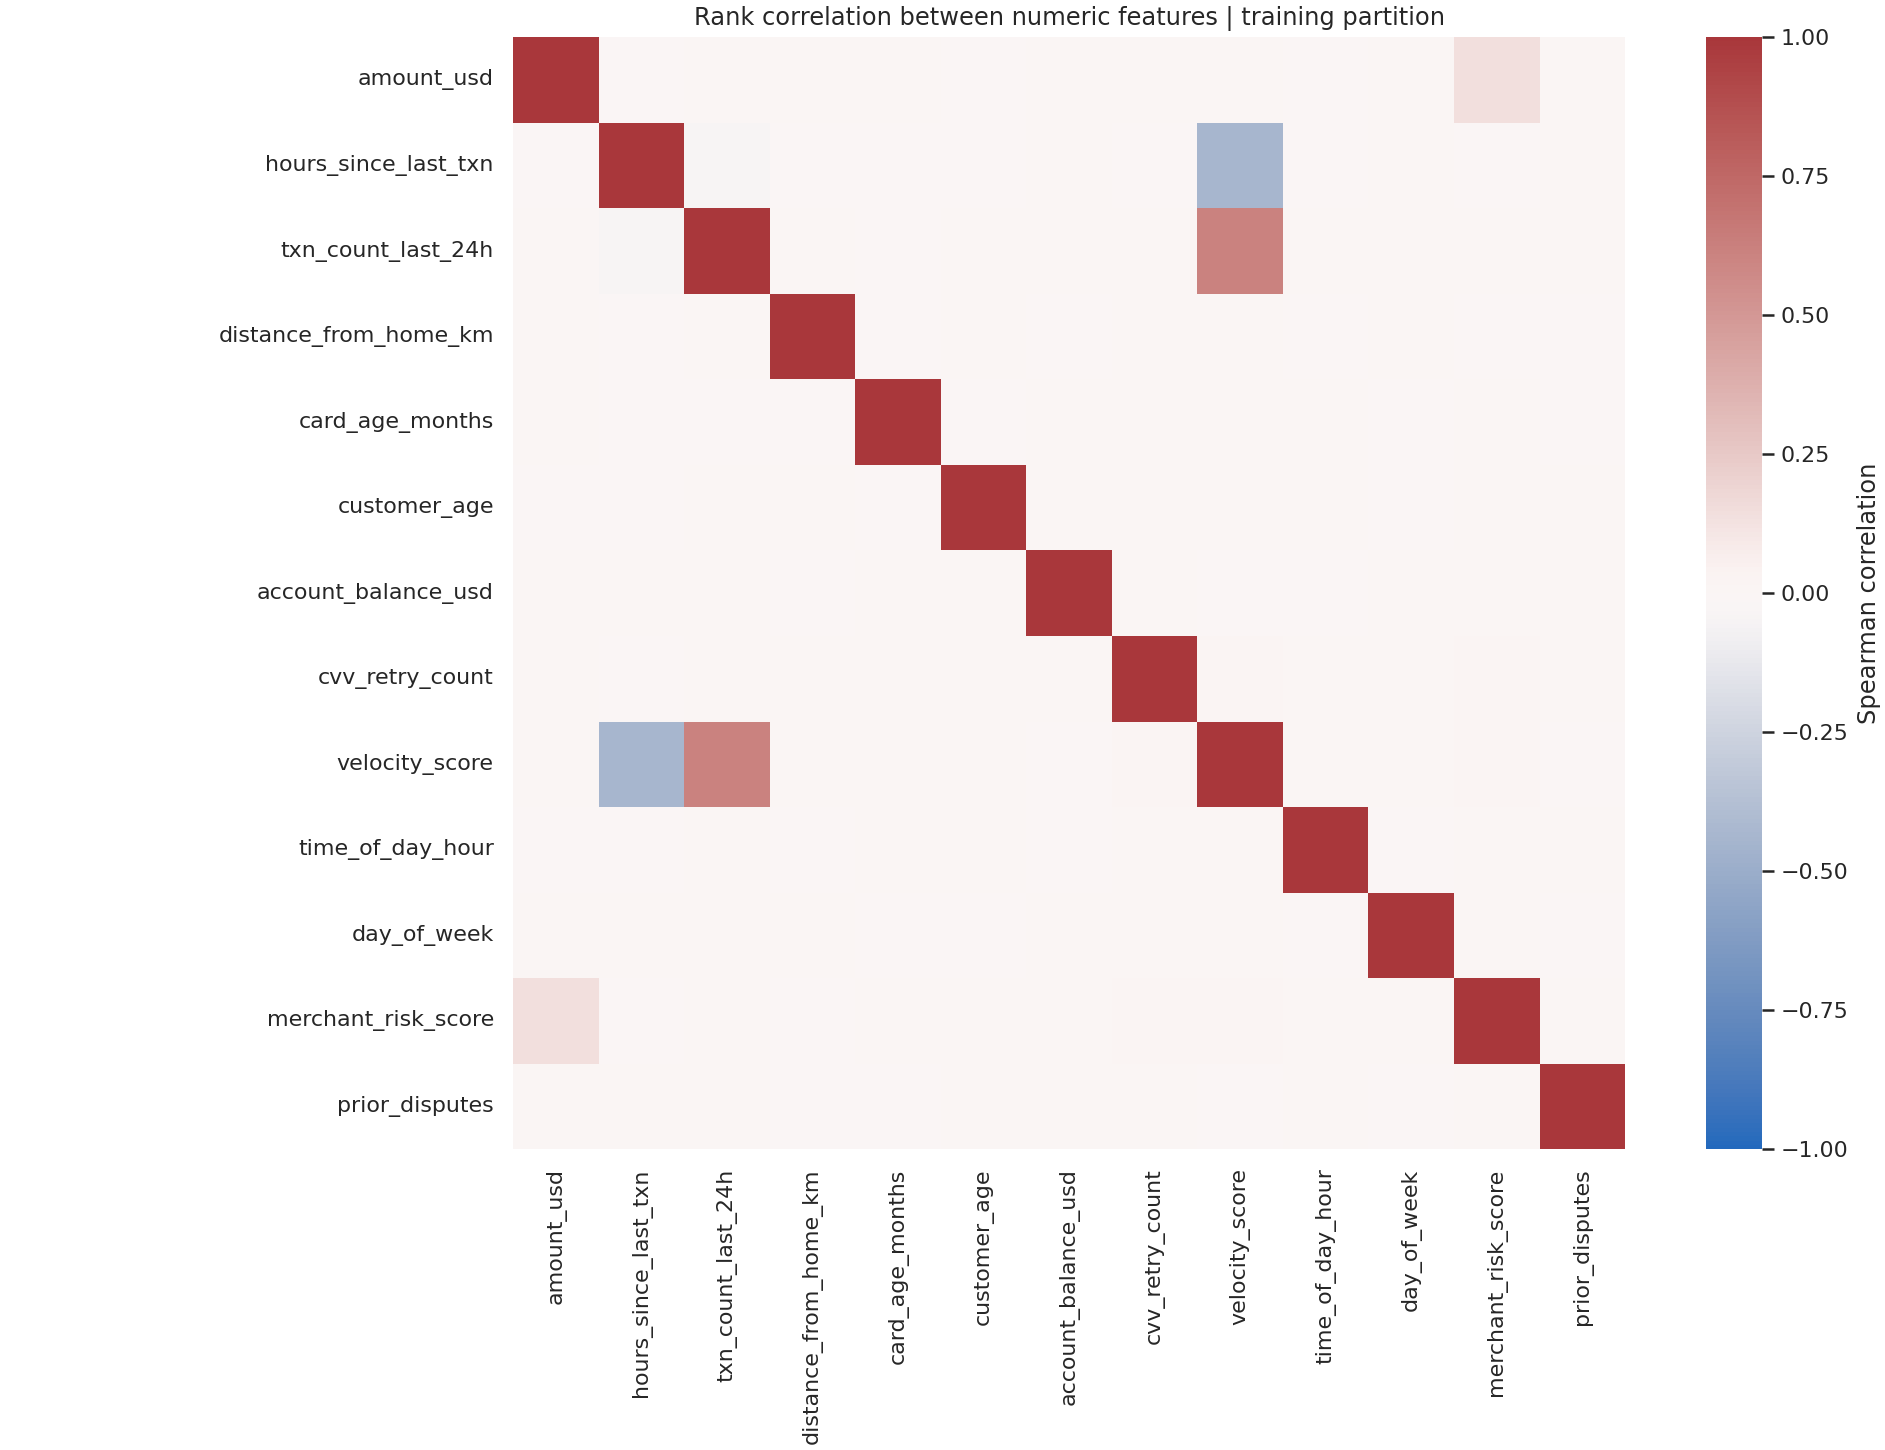 Rank correlation between numeric features | training partition
amount_usd
hours_since_last_txn
txn_count_last_24h
distance_from_home_km
card_age_months
customer_age
account_balance_usd
cvv_retry_count
velocity_score
time_of_day_hour
day_of_week
merchant_risk_score
prior_disputes
amount_usd
hours_since_last_txn
txn_count_last_24h
distance_from_home_km
card_age_months
customer_age
account_balance_usd
cvv_retry_count
velocity_score
time_of_day_hour
day_of_week
merchant_risk_score
prior_disputes
1.00
0.75
0.50
0.25
0.00
−0.25
−0.50
−0.75
−1.00
Spearman correlation